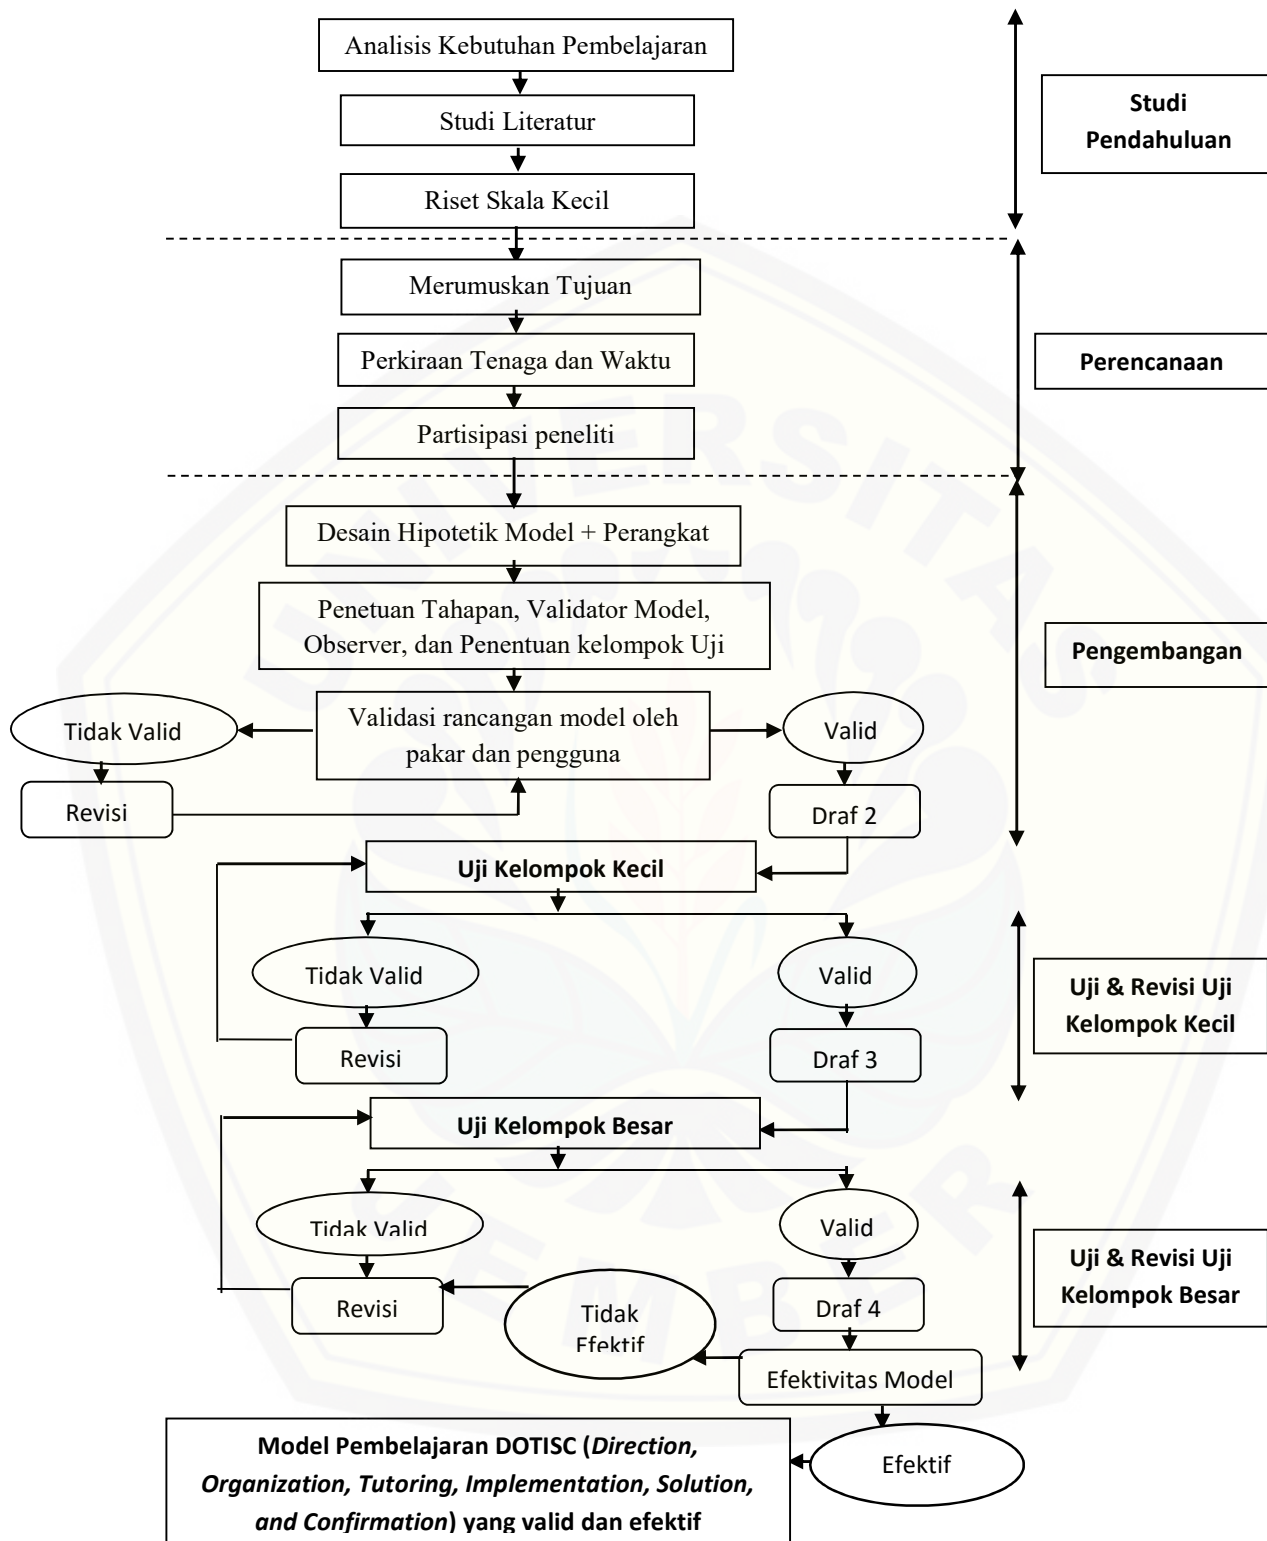 Analisis Kebutuhan Pembelajaran
Studi
Pendahuluan
Studi Literatur
Riset Skala Kecil
Merumuskan Tujuan
Perkiraan Tenaga dan Waktu
Perencanaan
Partisipasi peneliti
Desain Hipotetik Model + Perangkat
Penetuan Tahapan, Validator Model,
Observer, dan Penentuan kelompok Uji
Pengembangan
Tidak Valid
Validasi rancangan model oleh
pakar dan pengguna
Valid
Revisi
Draf 2
Uji Kelompok Kecil
Tidak Valid
Valid
Uji & Revisi Uji
Kelompok Kecil
Revisi
Draf 3
Uji Kelompok Besar
Tidak Valid
Valid
Uji & Revisi Uji
Kelompok Besar
Revisi
Tidak
Efektif
Draf 4
Efektivitas Model
Efektif
Model Pembelajaran DOTISC (Direction,
Organization, Tutoring, Implementation, Solution,
and Confirmation) yang valid dan efektif
UNIVERSITAS
JEMBER